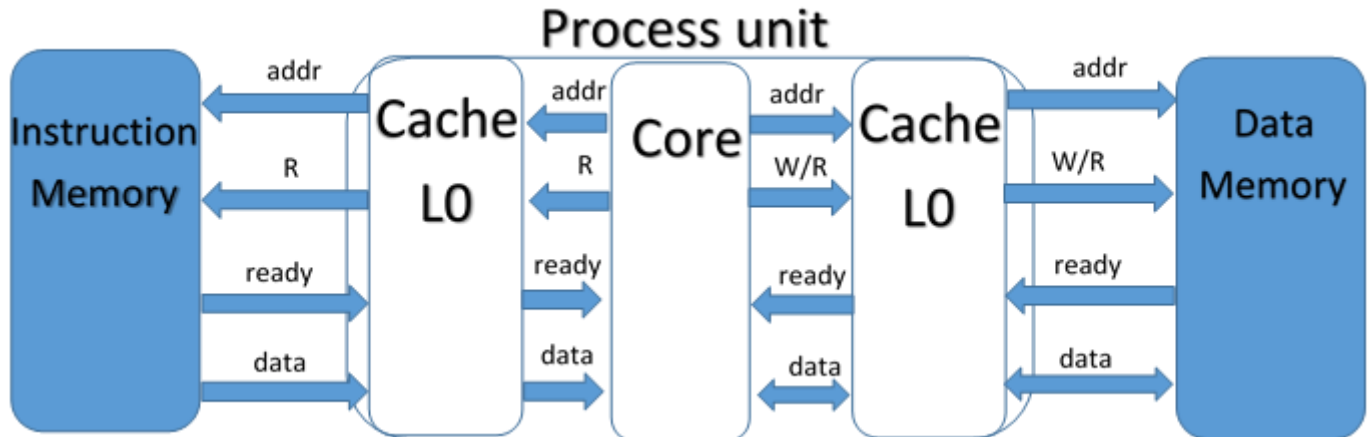 Process unit
Instruction
Memory
addr
R
ready
data
Cache
L0
addr
R
ready
data
Core
addr
W/R
ready
data
Cache
L0
addr
W/R
ready
data
Data
Memory